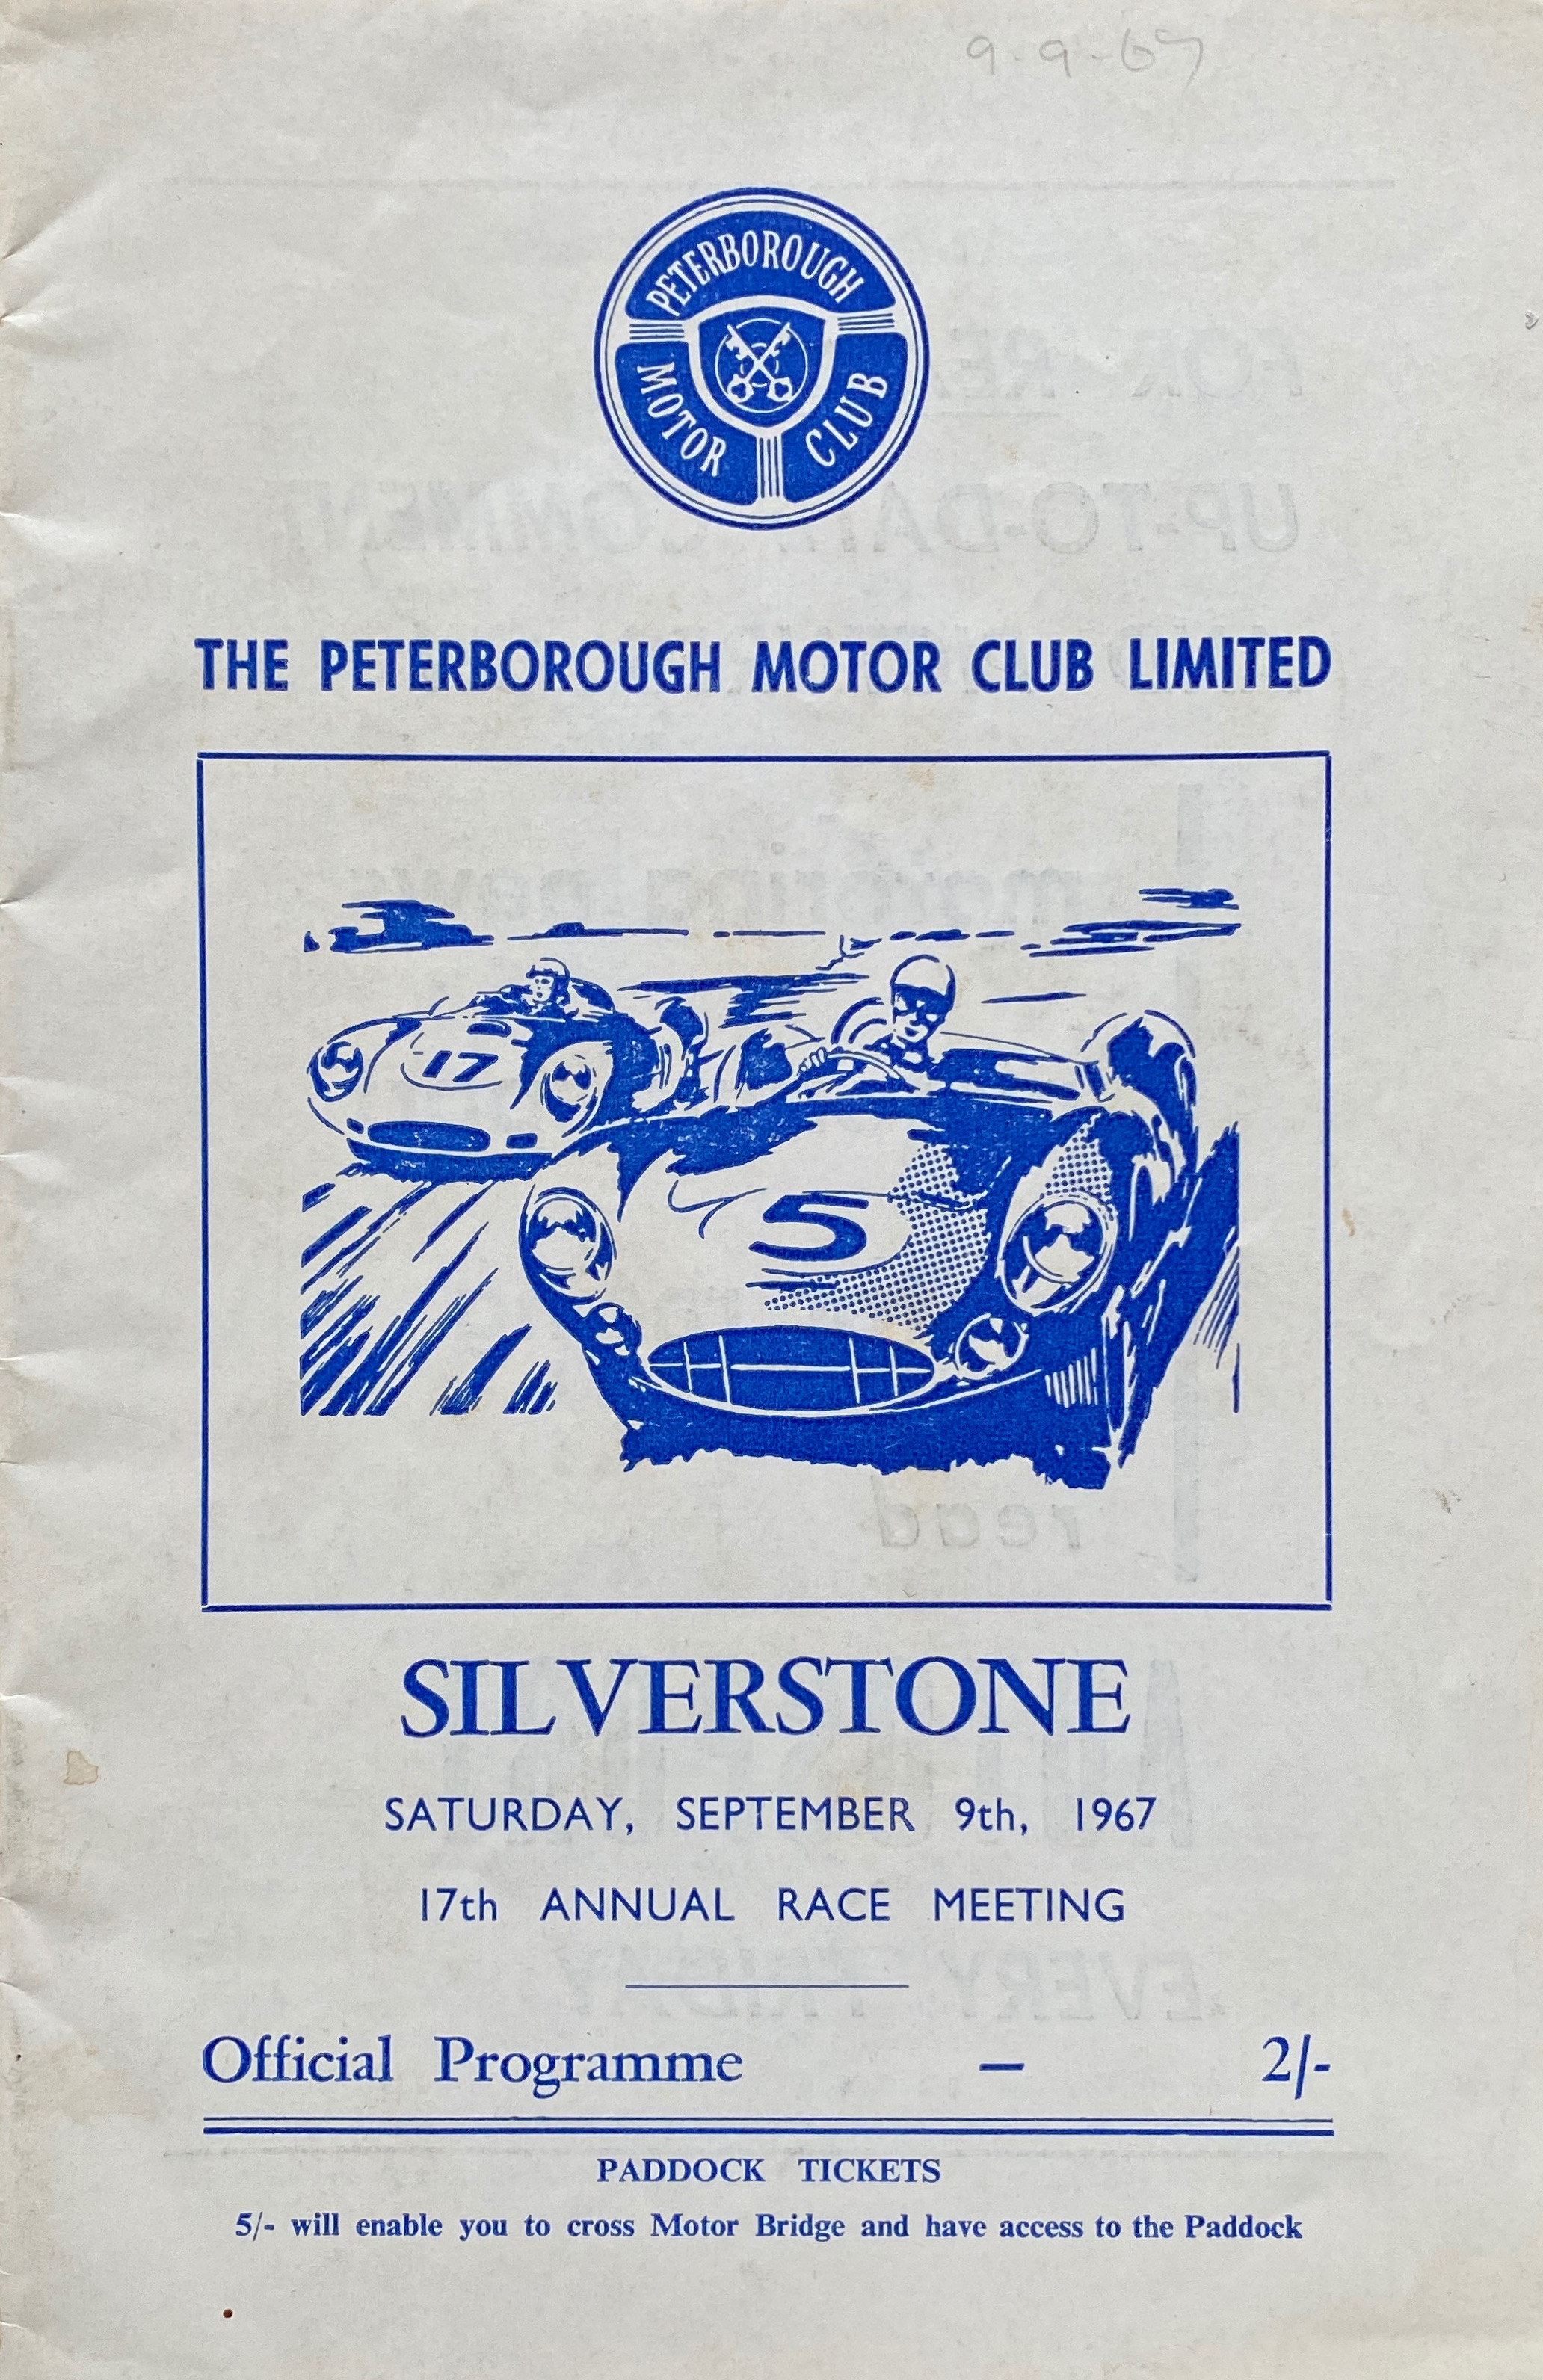 9-9-67
PETERBOROUGH
MOTOR CLUB
THE PETERBOROUGH MOTOR CLUB LIMITED
17
5
SILVERSTONE
SATURDAY, SEPTEMBER 9th, 1967
17th ANNUAL RACE MEETING
Official Programme — 2/-
PADDOCK TICKETS
5/- will enable you to cross Motor Bridge and have access to the Paddock